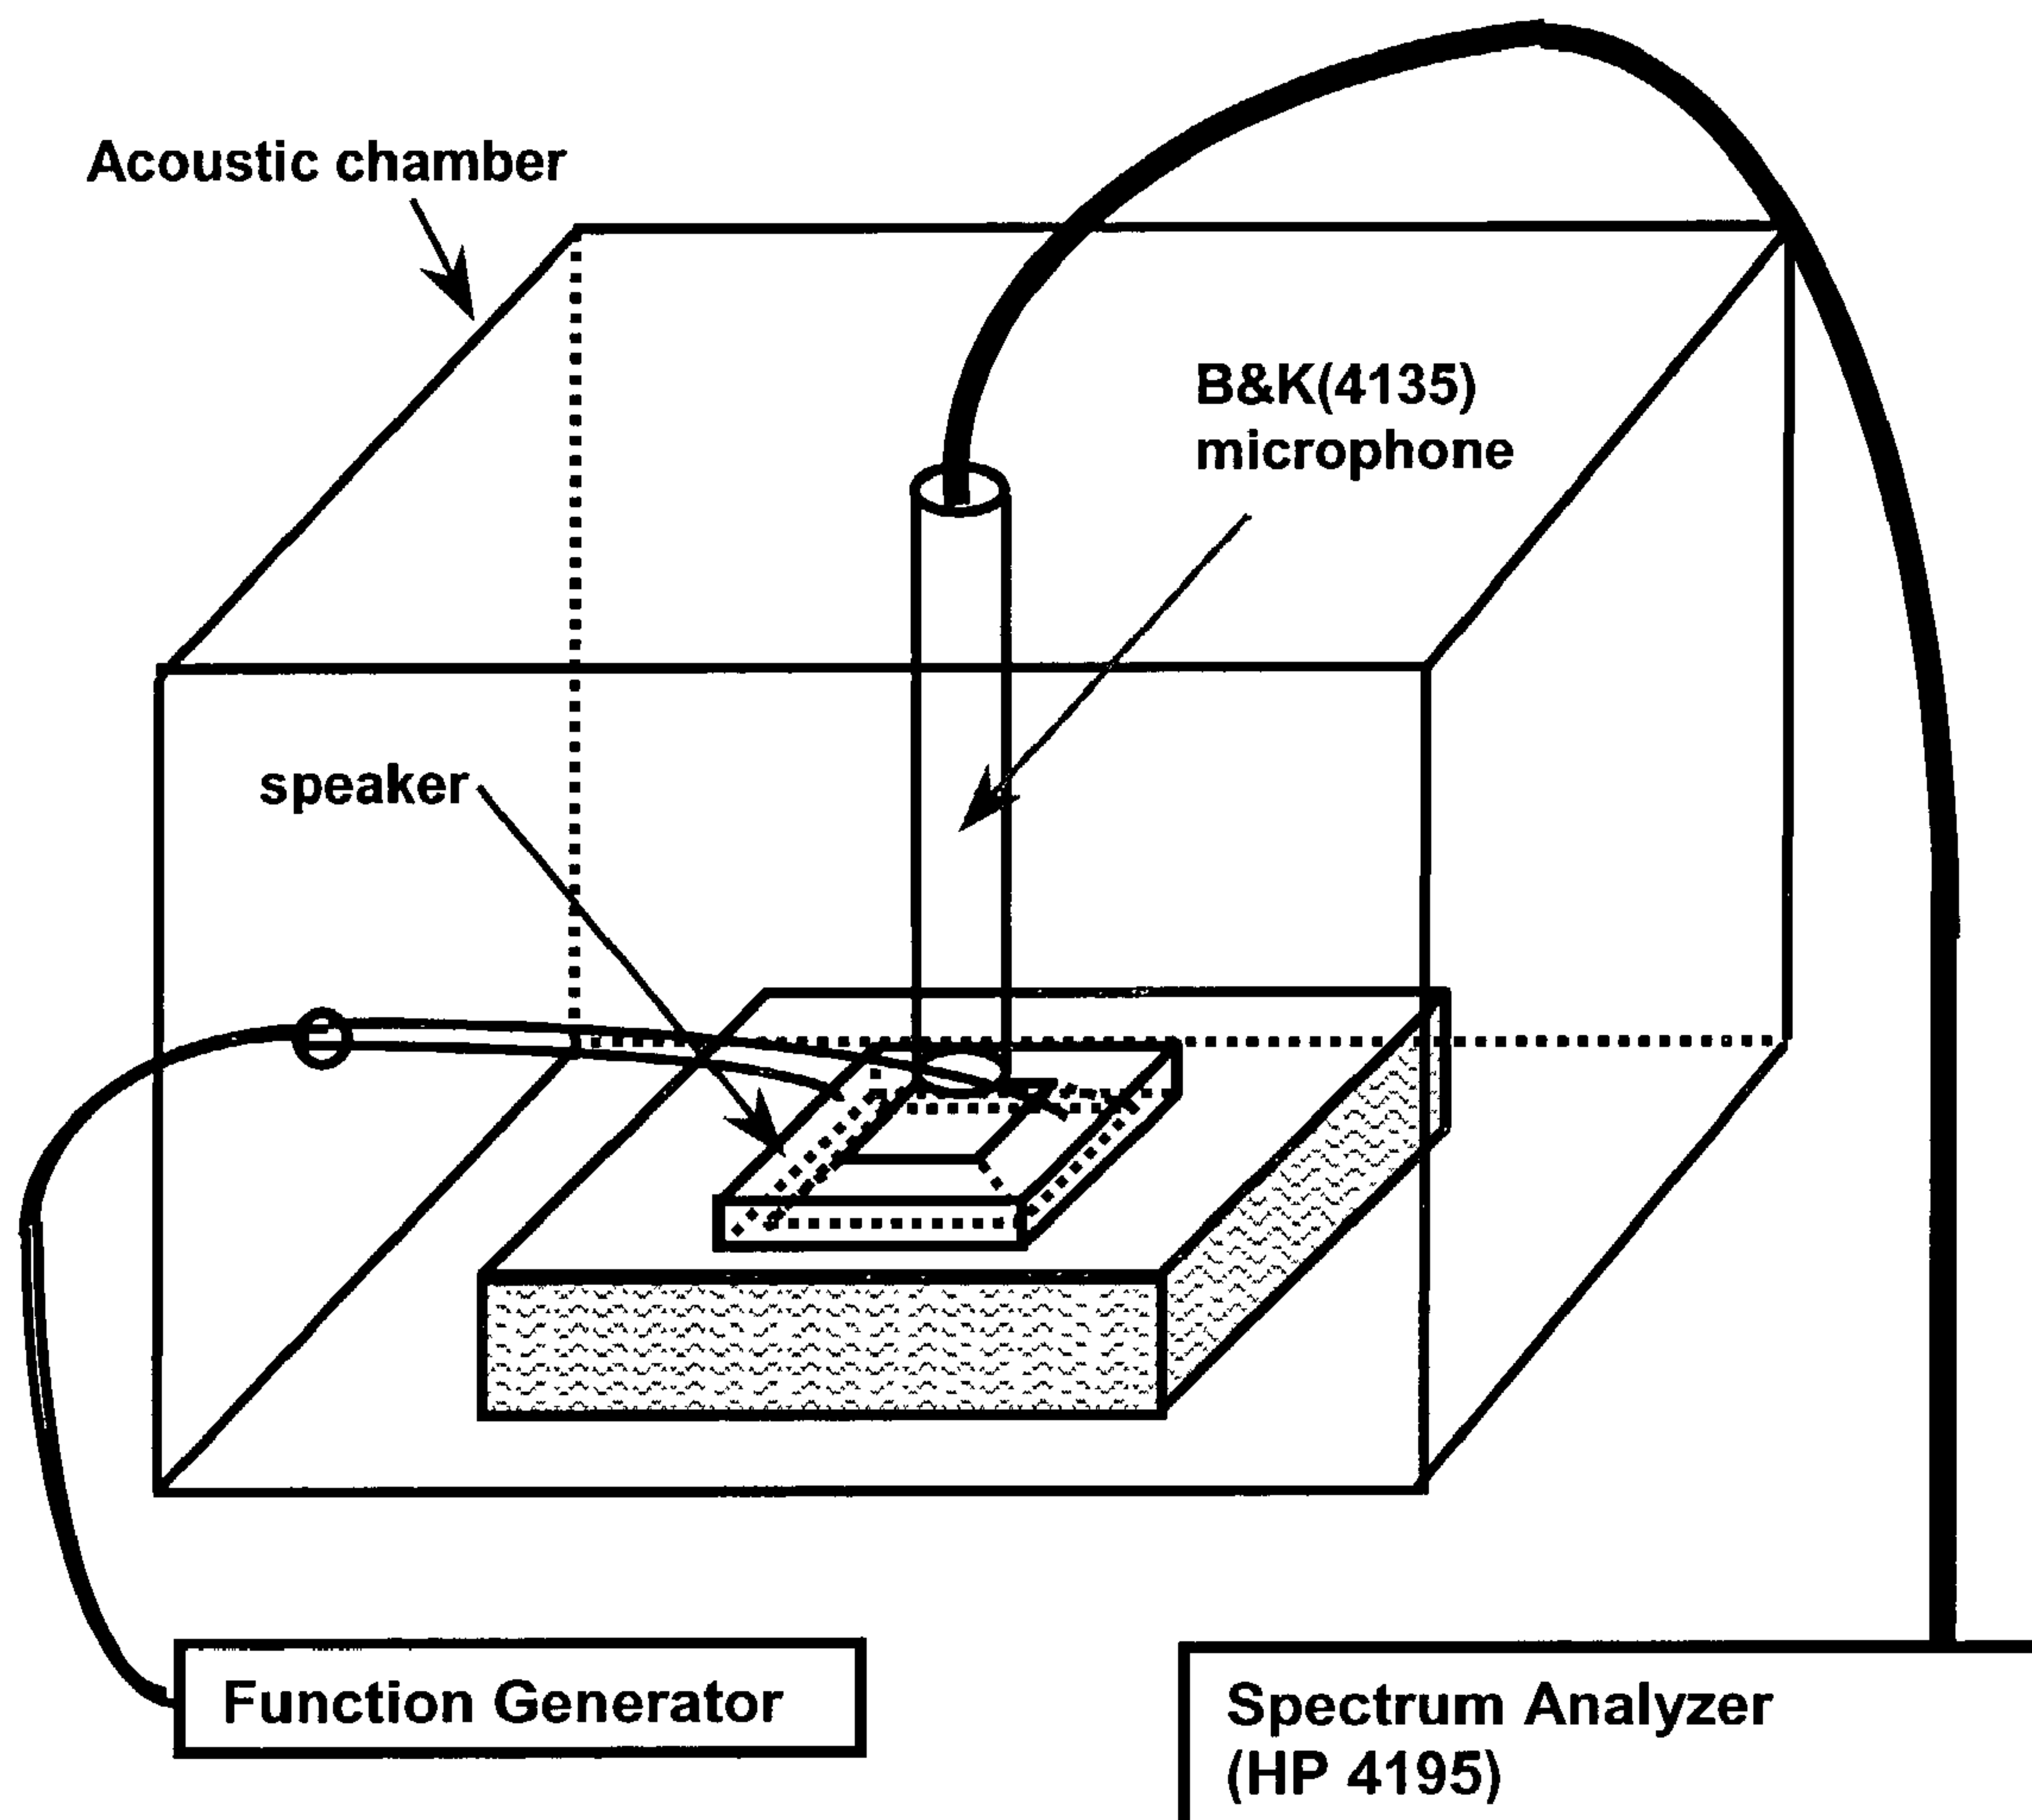 Acoustic chamber
B&K(4135)
microphone
speaker
Function Generator
Spectrum Analyzer
(HP 4195)